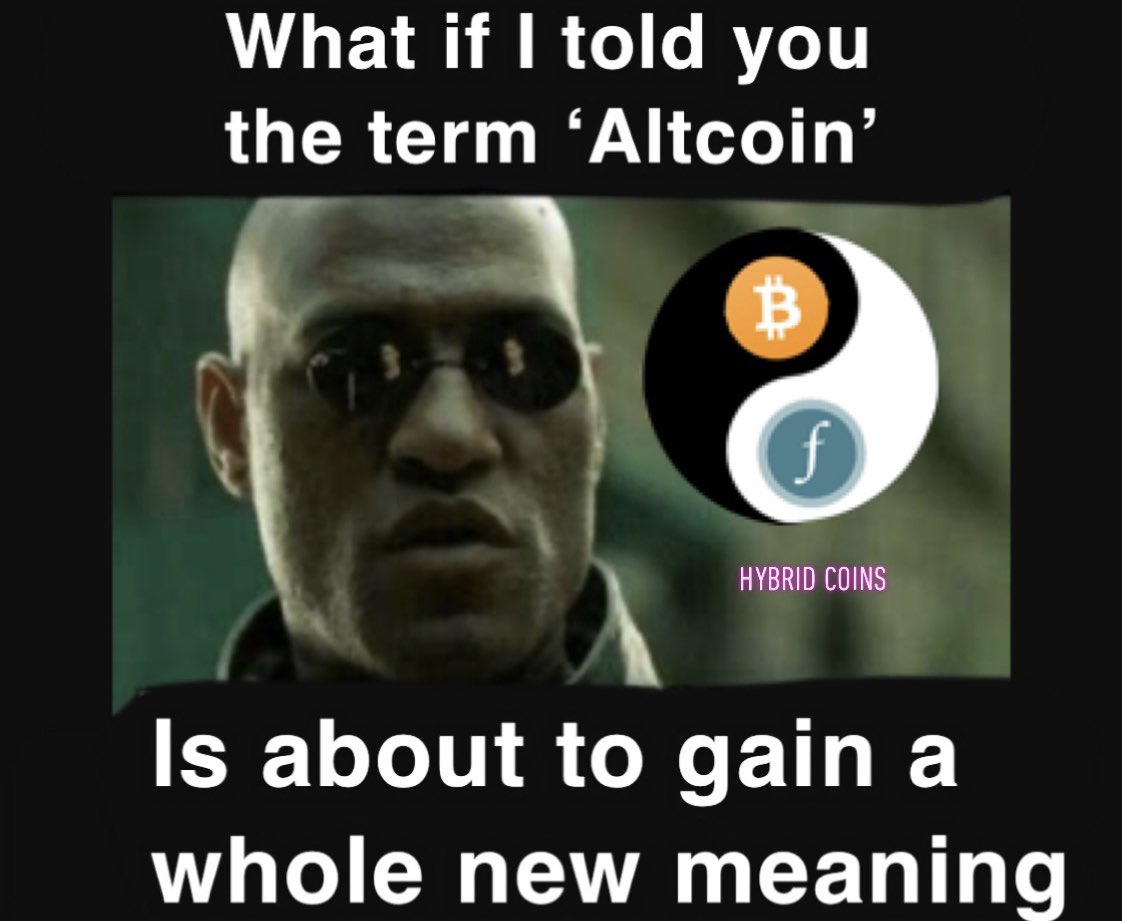 What if I told you
the term ‘Altcoin’
₿
f
HYBRID COINS
Is about to gain a
whole new meaning